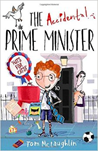 THE Accidental
PRIME
MINISTER
Tom McLaughlin